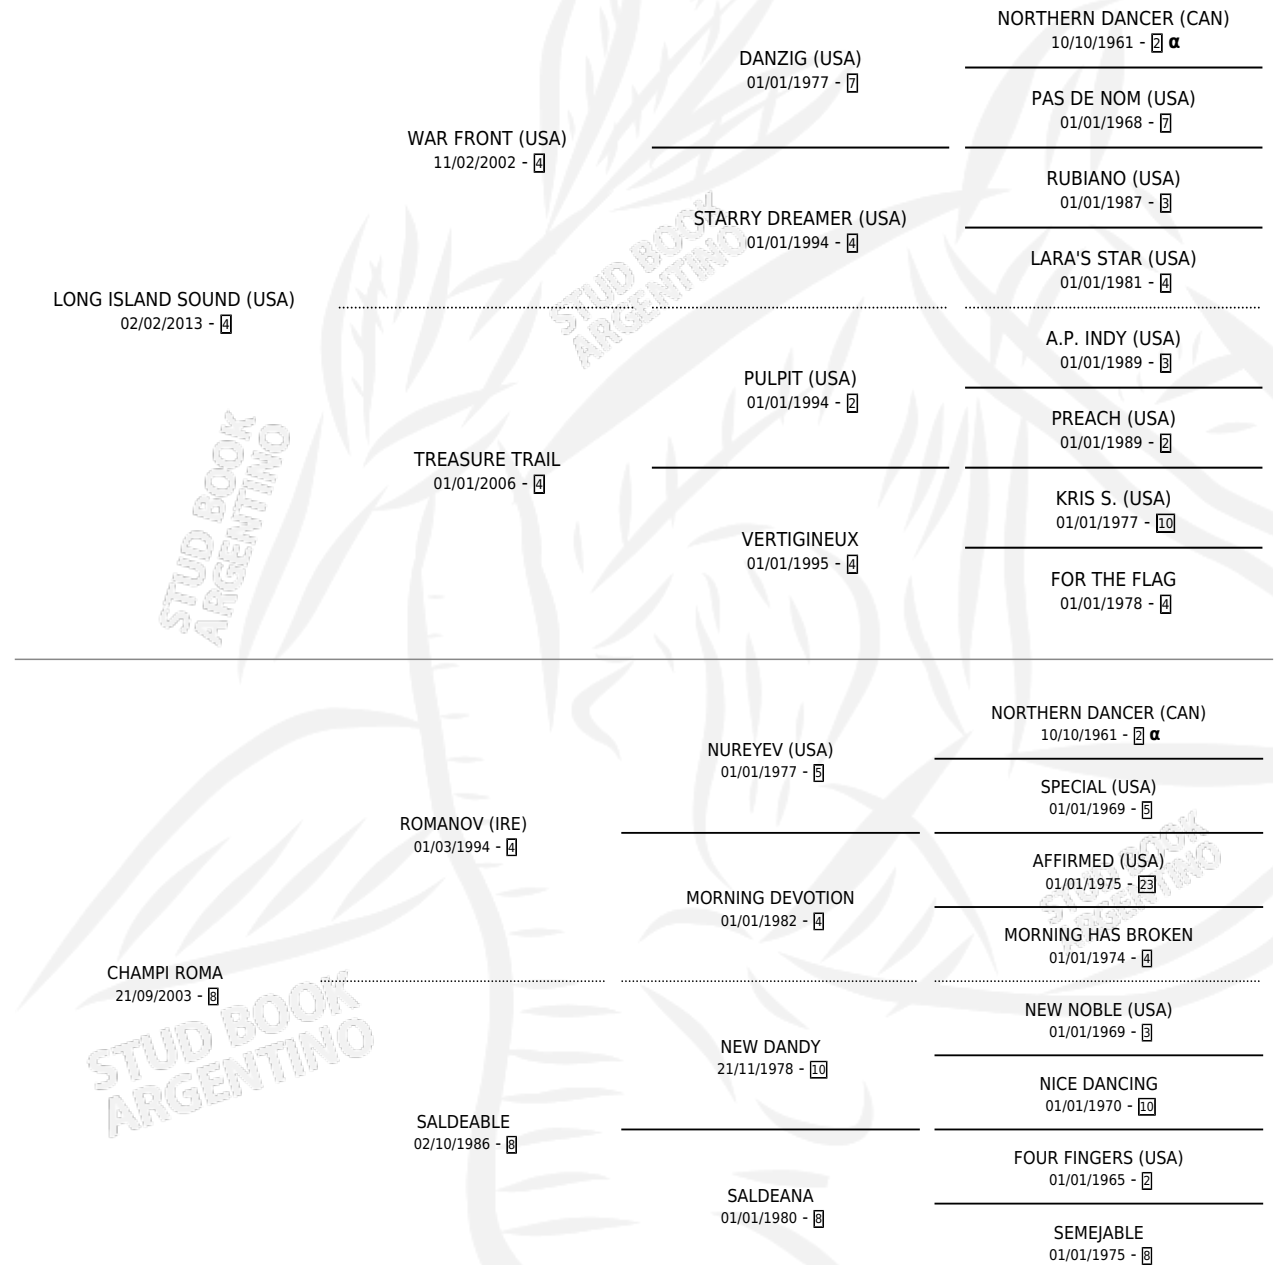 NORTHERN DANCER (CAN)
10/10/1961 - 2 α
DANZIG (USA)
01/01/1977 - 7
PAS DE NOM (USA)
01/01/1968 - 7
WAR FRONT (USA)
11/02/2002 - 4
RUBIANO (USA)
01/01/1987 - 3
STARRY DREAMER (USA)
01/01/1994 - 4
LARA'S STAR (USA)
01/01/1981 - 4
LONG ISLAND SOUND (USA)
02/02/2013 - 4
A.P. INDY (USA)
01/01/1989 - 3
PULPIT (USA)
01/01/1994 - 2
PREACH (USA)
01/01/1989 - 2
TREASURE TRAIL
01/01/2006 - 4
KRIS S. (USA)
01/01/1977 - 10
VERTIGINEUX
01/01/1995 - 4
FOR THE FLAG
01/01/1978 - 4
NORTHERN DANCER (CAN)
10/10/1961 - 2 α
NUREYEV (USA)
01/01/1977 - 5
SPECIAL (USA)
01/01/1969 - 5
ROMANOV (IRE)
01/03/1994 - 4
AFFIRMED (USA)
01/01/1975 - 23
MORNING DEVOTION
01/01/1982 - 4
MORNING HAS BROKEN
01/01/1974 - 4
CHAMPI ROMA
21/09/2003 - 8
NEW NOBLE (USA)
01/01/1969 - 3
NEW DANDY
21/11/1978 - 10
NICE DANCING
01/01/1970 - 10
SALDEABLE
02/10/1986 - 8
FOUR FINGERS (USA)
01/01/1965 - 2
SALDEANA
01/01/1980 - 8
SEMEJABLE
01/01/1975 - 8
STUD BOOK
ARGENTINO
STUD BOOK
ARGENTINO
STUD BOOK
ARGENTINO
STUD BOOK
ARGENTINO